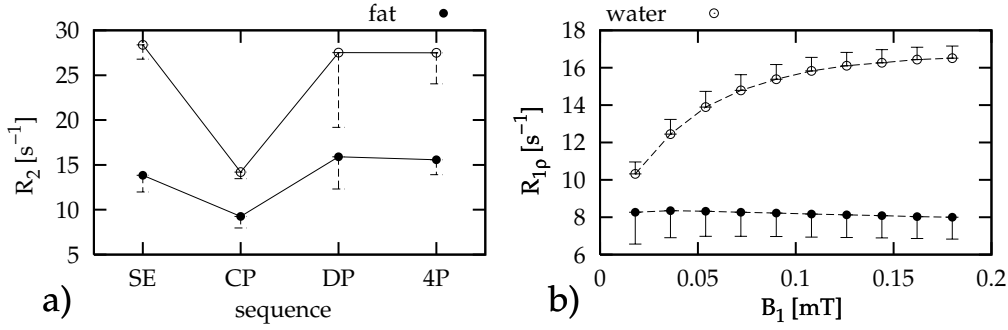 fat ● water ○
30
25
20
15
10
5
R₂ [s⁻¹]
SE CP DP 4P
sequence
a)
18
16
14
12
10
8
6
R₁ρ [s⁻¹]
0 0.05 0.1 0.15 0.2
B₁ [mT]
b)